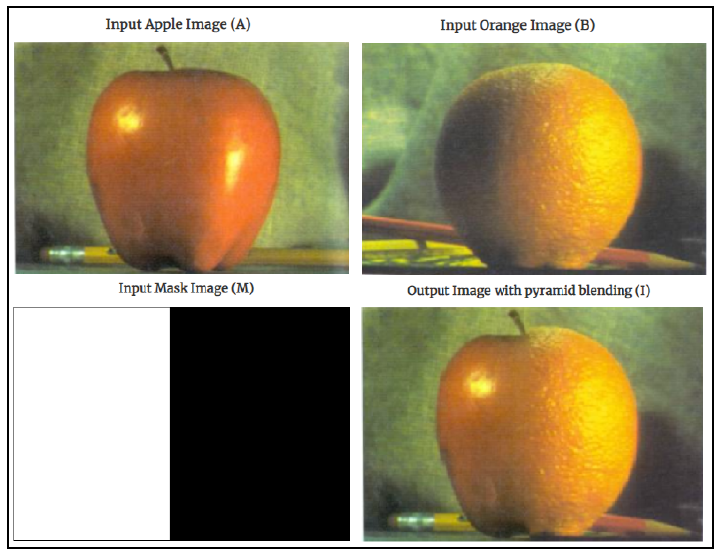 Input Apple Image (A)
Input Orange Image (B)
Input Mask Image (M)
Output Image with pyramid blending (I)